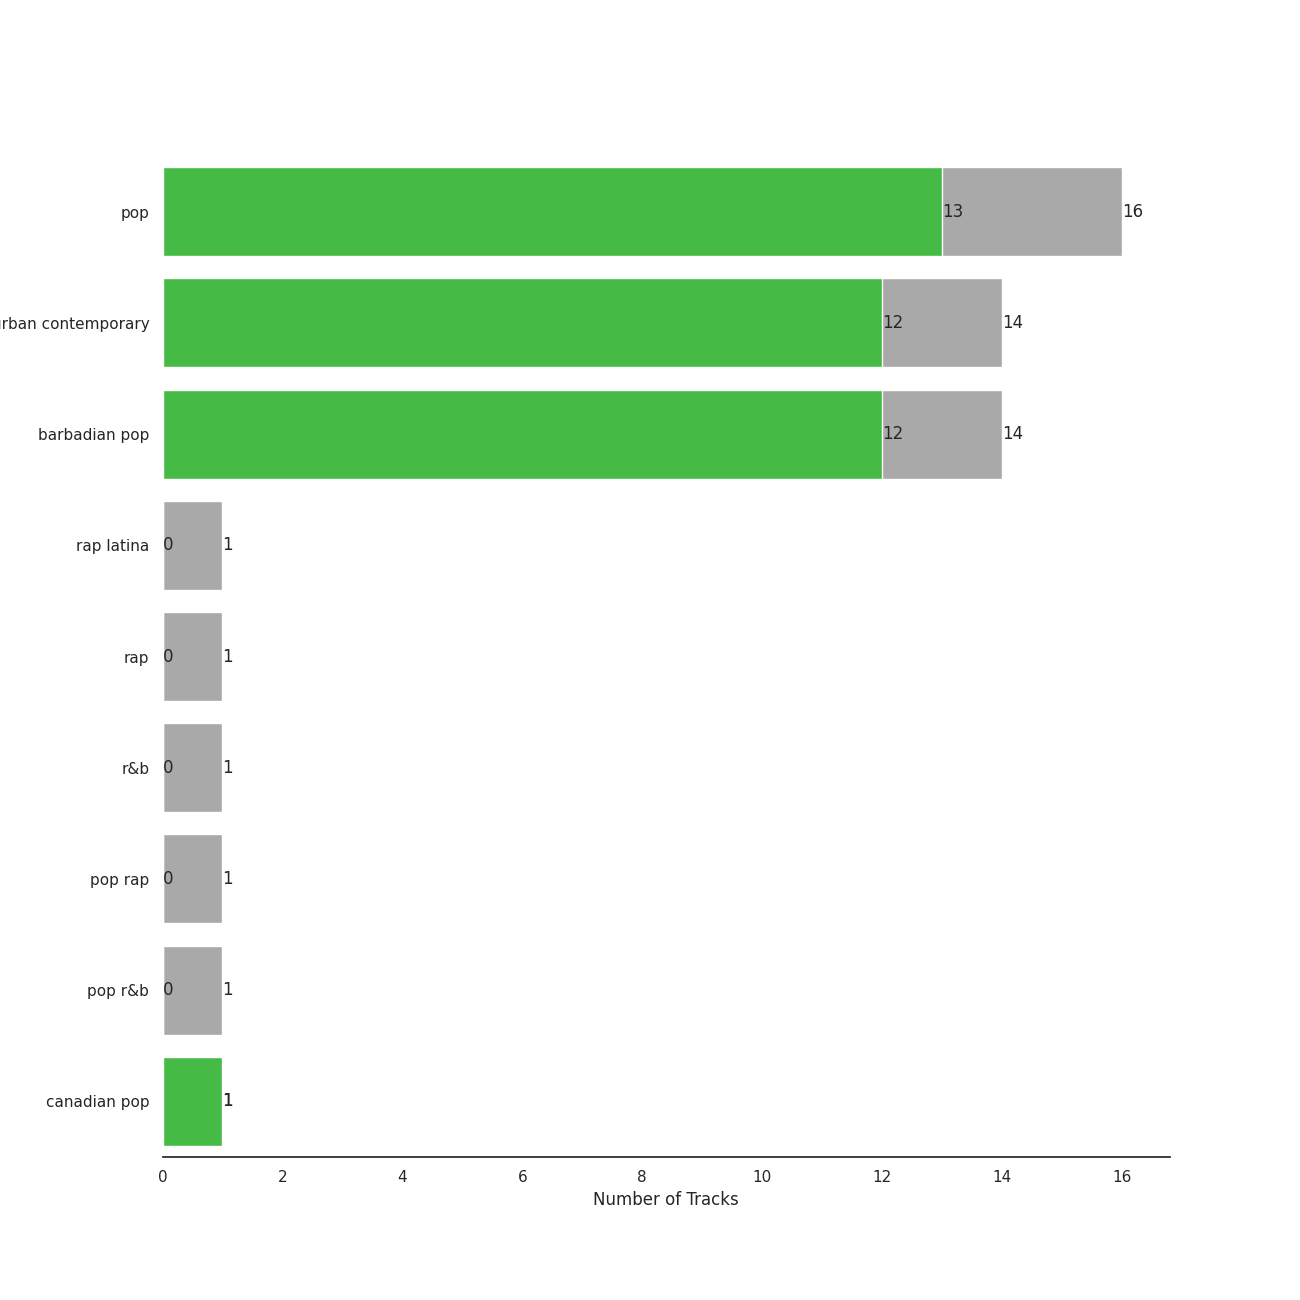 pop 13 16
rban contemporary 12 14
barbadian pop 12 14
rap latina 0 1
rap 0 1
r&b 0 1
pop rap 0 1
pop r&b 0 1
canadian pop 1
0 2 4 6 8 10 12 14 16
Number of Tracks